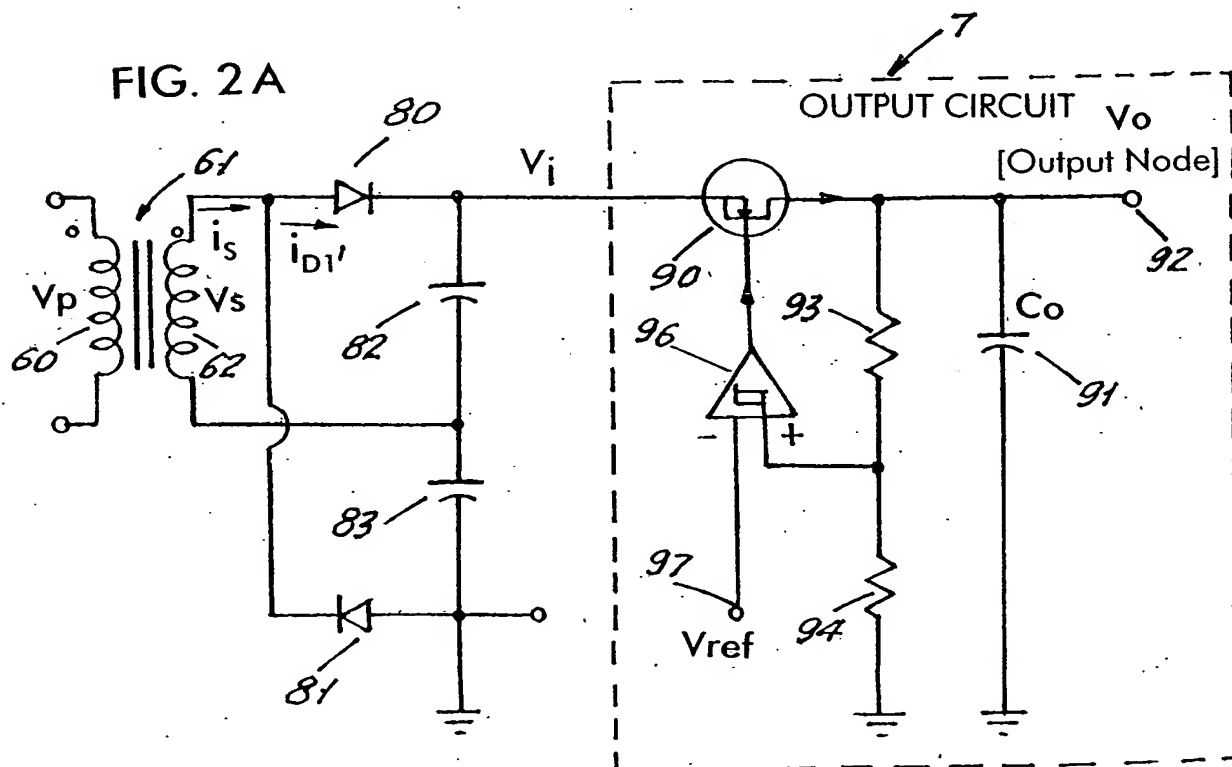 7
FIG. 2A
OUTPUT CIRCUIT
Vo
[Output Node]
80
61
Vi
is
iD1'
90
92
Vp
Vs
60
62
82
96
93
Co
91
- +
83
97
Vref
94
81